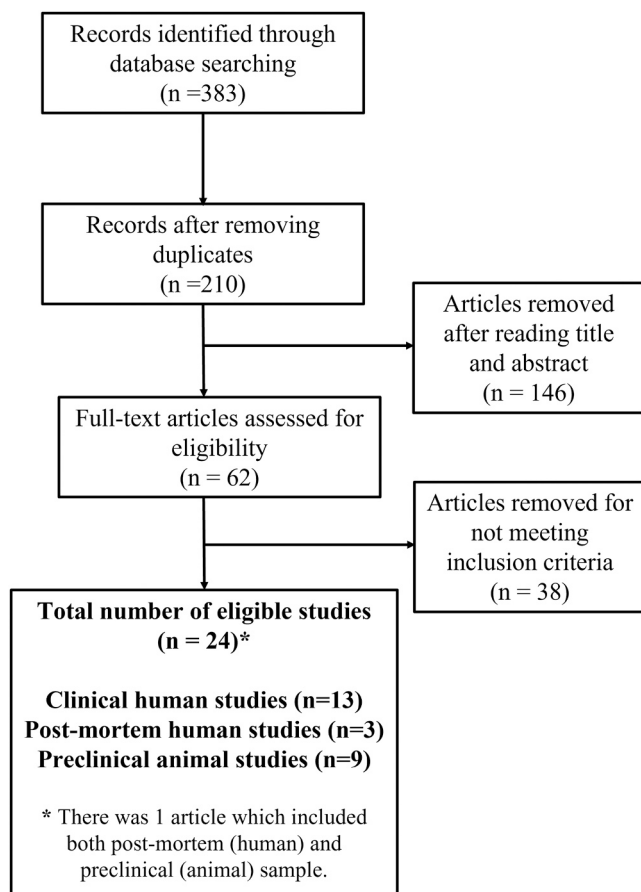 Records identified through
database searching
(n =383)
Records after removing
duplicates
(n =210)
Articles removed
after reading title
and abstract
(n = 146)
Full-text articles assessed for
eligibility
(n = 62)
Articles removed for
not meeting
inclusion criteria
(n = 38)
Total number of eligible studies
(n = 24)*
Clinical human studies (n=13)
Post-mortem human studies (n=3)
Preclinical animal studies (n=9)
* There was 1 article which included
both post-mortem (human) and
preclinical (animal) sample.